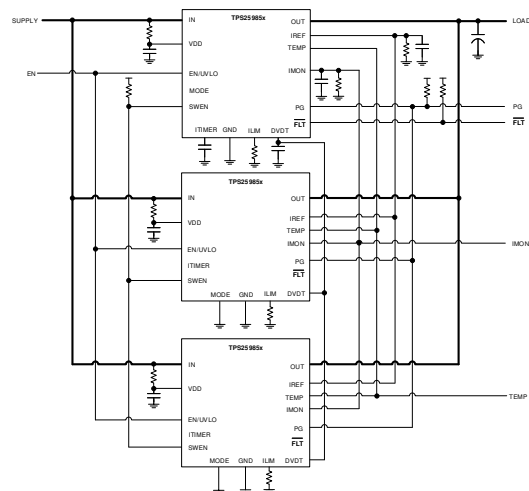 SUPPLY
EN
TPS25985x
IN
VDD
EN/UVLO
MODE
SWEN
ITIMER
GND
ILIM
DVDT
OUT
IREF
TEMP
IMON
PG
FLT
LOAD
PG
FLT
TPS25985x
IN
VDD
EN/UVLO
ITIMER
SWEN
MODE
GND
ILIM
DVDT
OUT
IREF
TEMP
IMON
PG
FLT
IMON
TPS25985x
IN
VDD
EN/UVLO
ITIMER
SWEN
MODE
GND
ILIM
DVDT
OUT
IREF
TEMP
IMON
PG
FLT
TEMP